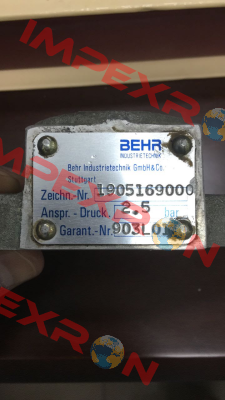 IMPEXRON
BEHR
INDUSTRIETECHNIK
Behr Industrietechnik GmbH & Co.
Stuttgart
Zeichn.-Nr. 1905169000
Anspr.-Druck. 2.5 bar
Garant.-Nr. 903L01
IMPEXRON